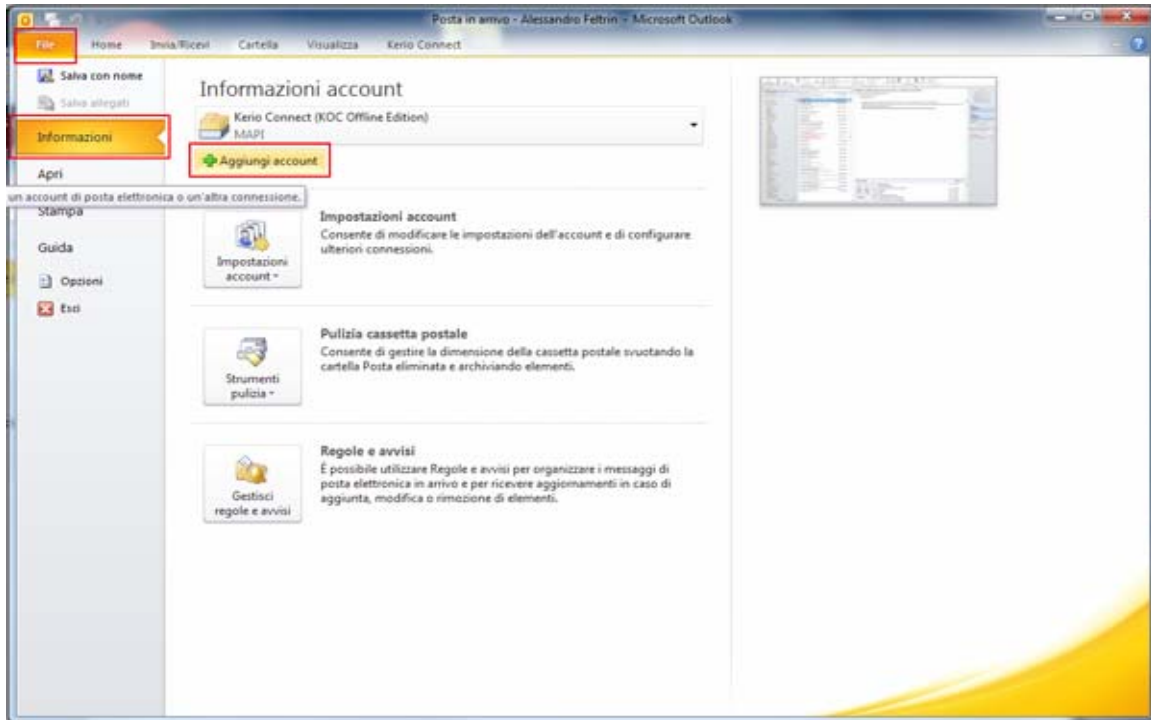 Posta in arrivo - Alessandro Feltrin - Microsoft Outlook
File Home Invia/Ricevi Cartella Visualizza Kerio Connect
Salva con nome
Salva allegati
Informazioni
Apri
Stampa
Guida
Opzioni
Esci
Informazioni account
Kerio Connect (KOC Offline Edition)
MAPI
Aggiungi account
un account di posta elettronica o un'altra connessione.
Impostazioni account
Impostazioni account
Consente di modificare le impostazioni dell'account e di configurare
ulteriori connessioni.
Strumenti
pulizia
Pulizia cassetta postale
Consente di gestire la dimensione della cassetta postale svuotando la
cartella Posta eliminata e archiviando elementi.
Gestisci
regole e avvisi
Regole e avvisi
È possibile utilizzare Regole e avvisi per organizzare i messaggi di
posta elettronica in arrivo e per ricevere aggiornamenti in caso di
aggiunta, modifica o rimozione di elementi.